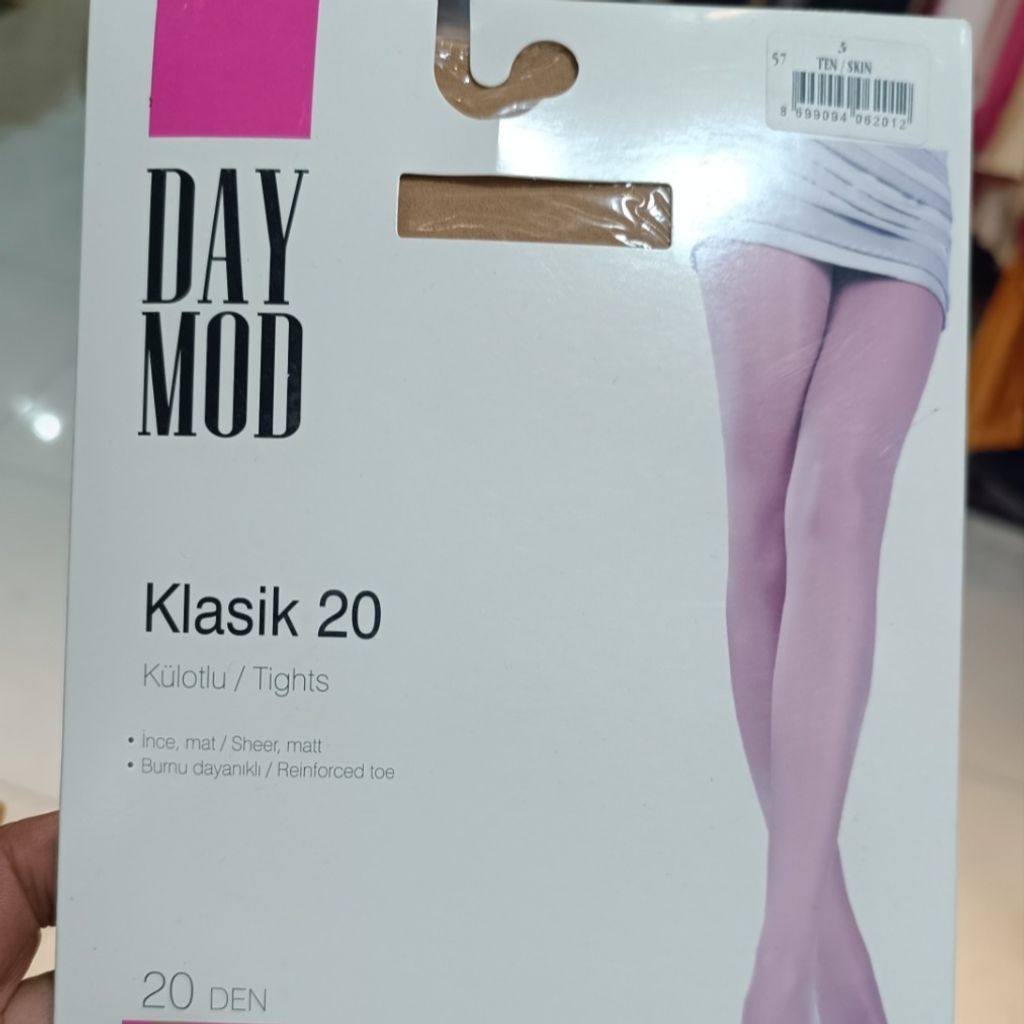 3
57
TEN / SKIN
8 699094 062012
DAY
MOD
Klasik 20
Külotlu / Tights
• İnce, mat / Sheer, matt
• Burnu dayanıklı / Reinforced toe
20 DEN